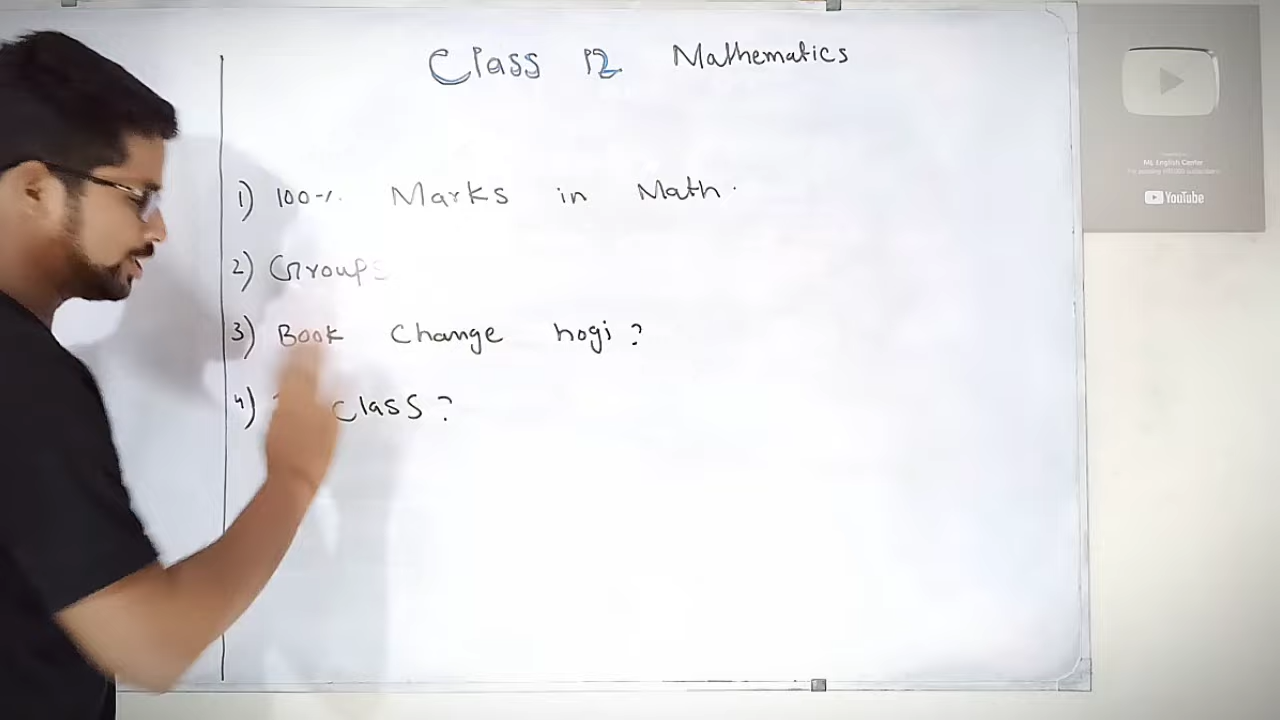 Class 12 Mathematics
1) 100% Marks in Math.
2) Groups
3) Book Change hogi?
4) Class?
MS English Center
YouTube